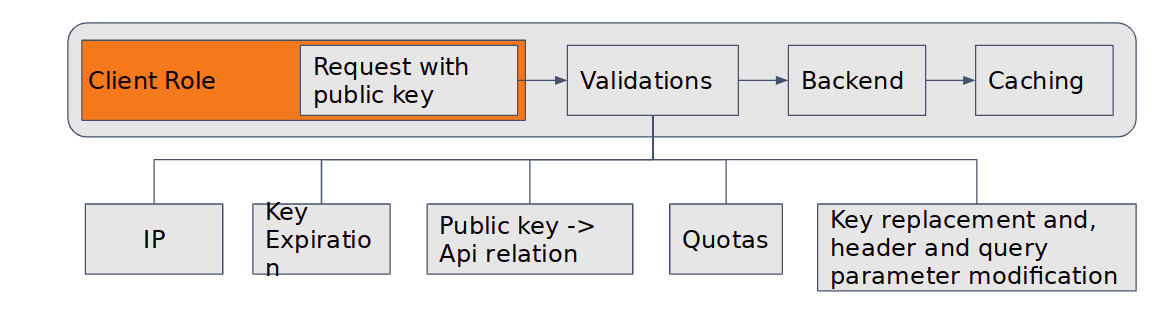 Client Role
Request with
public key
Validations
Backend
Caching
IP
Key
Expiratio
n
Public key ->
Api relation
Quotas
Key replacement and,
header and query
parameter modification